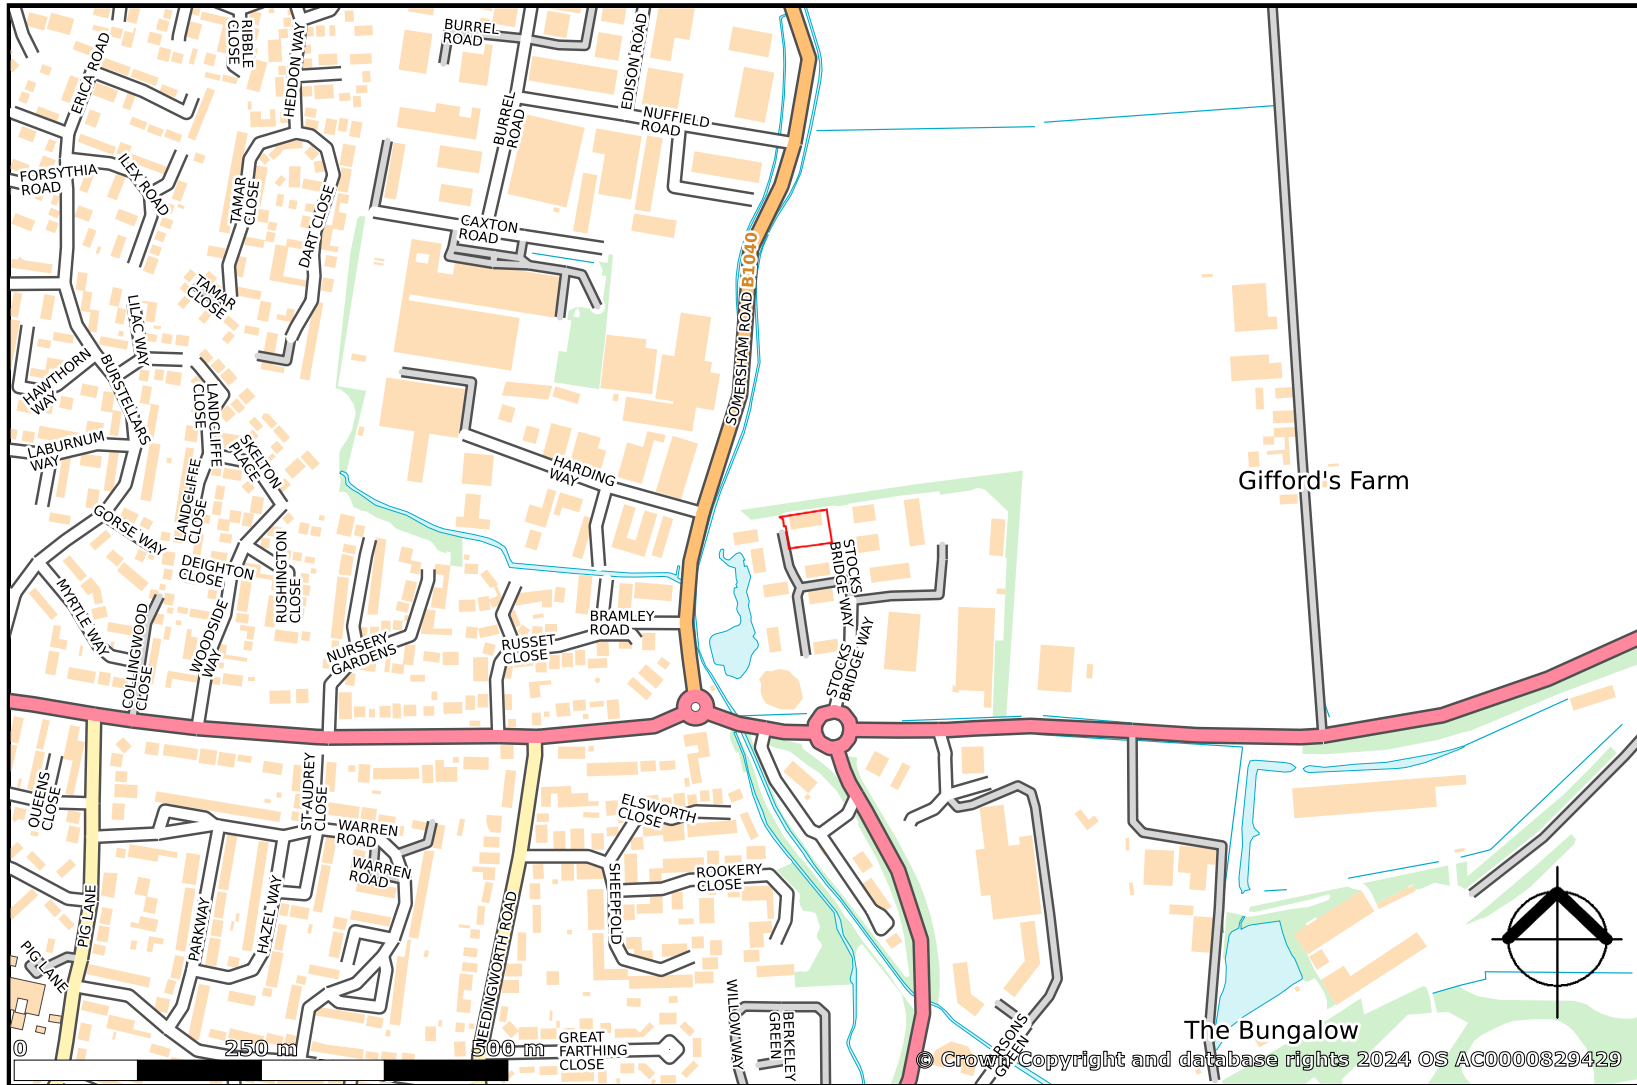 BURREL
ROAD
RIBBLE
CLOSE
HEDDON WAY
ERICA ROAD
EDISON ROAD
BURREL
ROAD
NUFFIELD
ROAD
FORSYTHIA
ROAD
ILEX ROAD
TAMAR
CLOSE
DART CLOSE
CAXTON
ROAD
B1040
TAMAR
CLOSE
LILAC WAY
SOMERSHAM ROAD
HAWTHORN
WAY
BURSTELLARS
LANDCLIFFE
CLOSE
LABURNUM
WAY
SKELTON
PLACE
HARDING
WAY
Gifford's Farm
LANDCLIFFE
CLOSE
GORSE WAY
DEIGHTON
CLOSE
RUSHINGTON
CLOSE
STOCKS
BRIDGE WAY
MYRTLE WAY
COLLINGWOOD
CLOSE
WOODSIDE
WAY
NURSERY
GARDENS
RUSSET
CLOSE
BRAMLEY
ROAD
STOCKS
BRIDGE WAY
QUEENS
CLOSE
ST AUDREY
CLOSE
WARREN
ROAD
WARREN
ROAD
ELSWORTH
CLOSE
ROOKERY
CLOSE
SHEEPFOLD
PIG LANE
PARKWAY
HAZEL WAY
NEEDINGWORTH ROAD
PIG LANE
WILLOW WAY
BERKELEY
GREEN
PARSONS
GREEN
The Bungalow
GREAT
FARTHING
CLOSE
0
250 m
500 m
© Crown Copyright and database rights 2024 OS AC0000829429